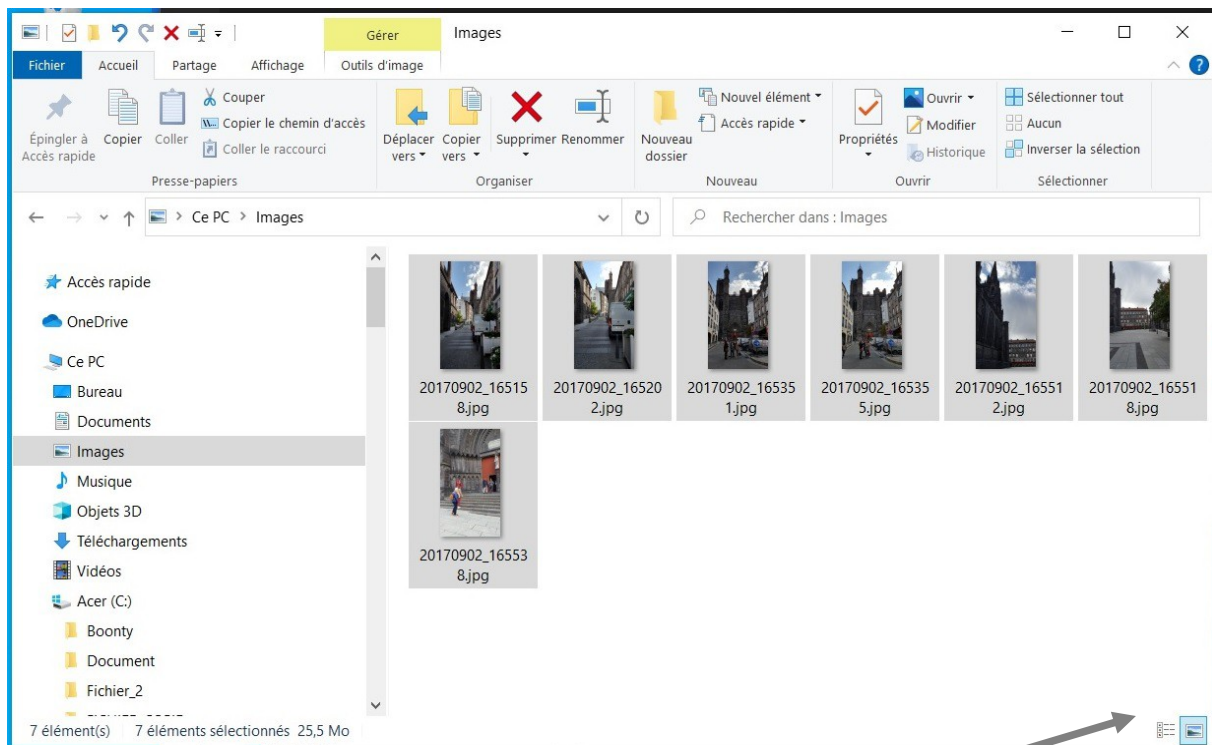 Gérer
Images
Fichier
Accueil
Partage
Affichage
Outils d'image
Épingler à
Accès rapide
Copier
Coller
Couper
Copier le chemin d'accès
Coller le raccourci
Presse-papiers
Déplacer
vers
Copier
vers
Supprimer
Renommer
Organiser
Nouveau
dossier
Nouvel élément
Accès rapide
Nouveau
Propriétés
Ouvrir
Modifier
Historique
Ouvrir
Sélectionner tout
Aucun
Inverser la sélection
Sélectionner
Ce PC > Images
Rechercher dans : Images
Accès rapide
OneDrive
Ce PC
Bureau
Documents
Images
Musique
Objets 3D
Téléchargements
Vidéos
Acer (C:)
Boonty
Document
Fichier_2
20170902_16515
8.jpg
20170902_16520
2.jpg
20170902_16535
1.jpg
20170902_16535
5.jpg
20170902_16551
2.jpg
20170902_16551
8.jpg
20170902_16553
8.jpg
7 élément(s)
7 éléments sélectionnés 25,5 Mo